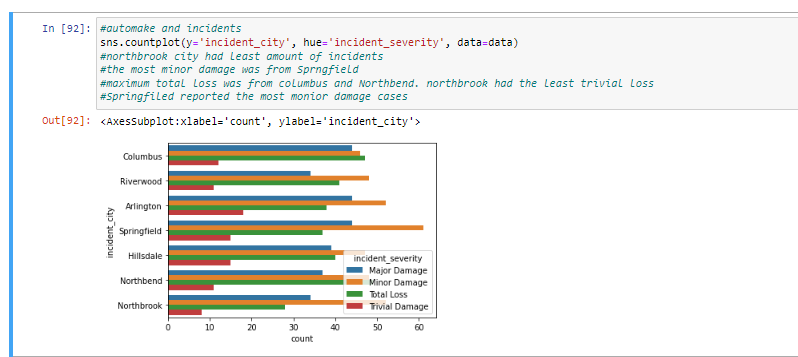 In [92]: #automake and incidents
sns.countplot(y='incident_city', hue='incident_severity', data=data)
#northbrook city had Least amount of incidents
#the most minor damage was from Sprngfield
#maximum total loss was from columbus and Northbend. northbrook had the least trivial loss
#Springfiled reported the most monior damage cases
Out[92]: <AxesSubplot:xlabel='count', ylabel='incident_city'>
Columbus
Riverwood
Arlington
Springfield
Hillsdale
Northbend
Northbrook
incident_city
incident_severity
Major Damage
Minor Damage
Total Loss
Trivial Damage
0 10 20 30 40 50 60
count